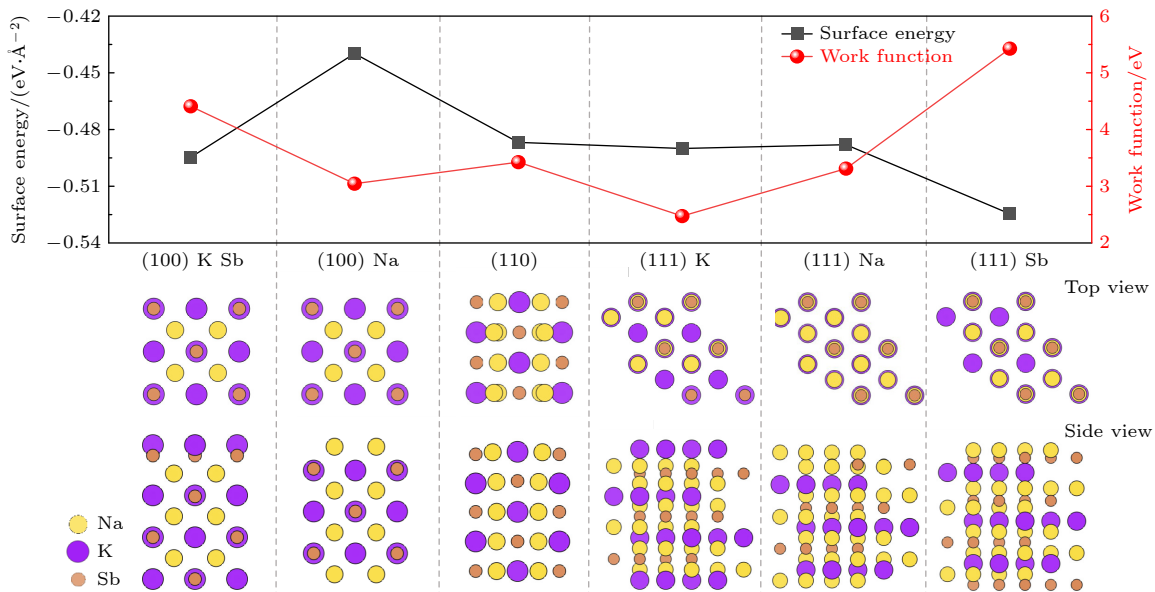 Surface energy/(eV·Å−2)
−0.42
−0.45
−0.48
−0.51
−0.54
Surface energy
Work function
6
5
4
3
2
Work function/eV
(100) K Sb
(100) Na
(110)
(111) K
(111) Na
(111) Sb
Top view
Side view
Na
K
Sb